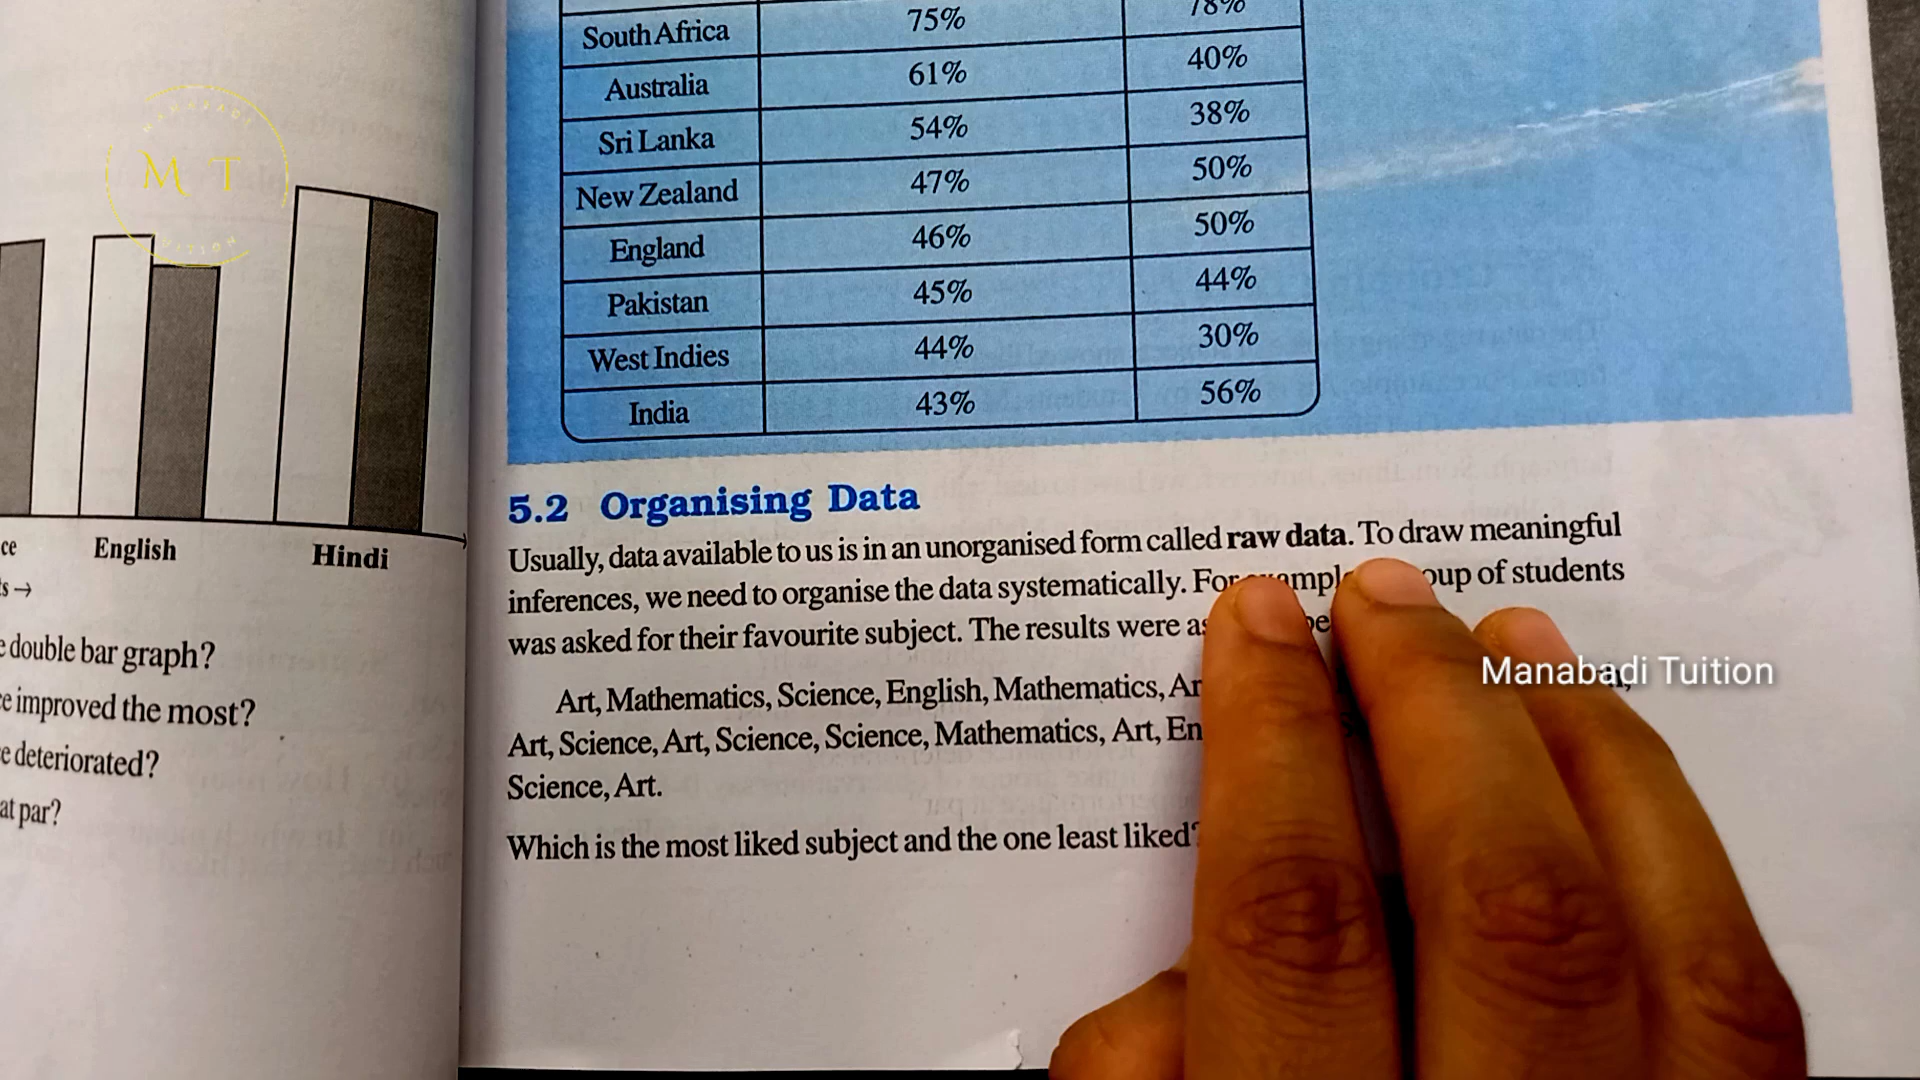 M T
ce
English
Hindi
s →
e double bar graph?
e improved the most?
e deteriorated?
at par?
South Africa 75% 78%
Australia 61% 40%
Sri Lanka 54% 38%
New Zealand 47% 50%
England 46% 50%
Pakistan 45% 44%
West Indies 44% 30%
India 43% 56%
5.2 Organising Data
Usually, data available to us is in an unorganised form called raw data. To draw meaningful
inferences, we need to organise the data systematically. For of students
was asked for their favourite subject. The results were
Art, Mathematics, Science, English, Mathematics,
Art, Science, Art, Science, Science, Mathematics, Art,
Science, Art.
Which is the most liked subject and the one least liked?
Manabadi Tuition